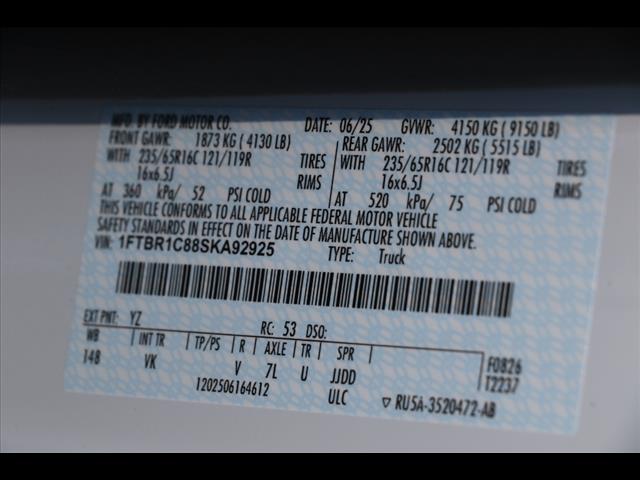 MFD. BY FORD MOTOR CO. DATE: 06/25 GVWR: 4150 KG ( 9150 LB)
FRONT GAWR: 1873 KG ( 4130 LB) REAR GAWR: 2502 KG ( 5515 LB)
WITH 235/65R16C 121/119R TIRES WITH 235/65R16C 121/119R TIRES
16x6.5J RIMS 16x6.5J RIMS
AT 360 kPa/ 52 PSI COLD AT 520 kPa/ 75 PSI COLD
THIS VEHICLE CONFORMS TO ALL APPLICABLE FEDERAL MOTOR VEHICLE
SAFETY STANDARDS IN EFFECT ON THE DATE OF MANUFACTURE SHOWN ABOVE.
VIN: 1FTBR1C88SKA92925 TYPE: Truck
EXT PNT: YZ RC: 53 DSO:
WB INT TR TP/PS R AXLE TR SPR F0826
148 VK V 7L U JJDD T2237
1202506164612 ULC ▽ RU5A-3520472-AB